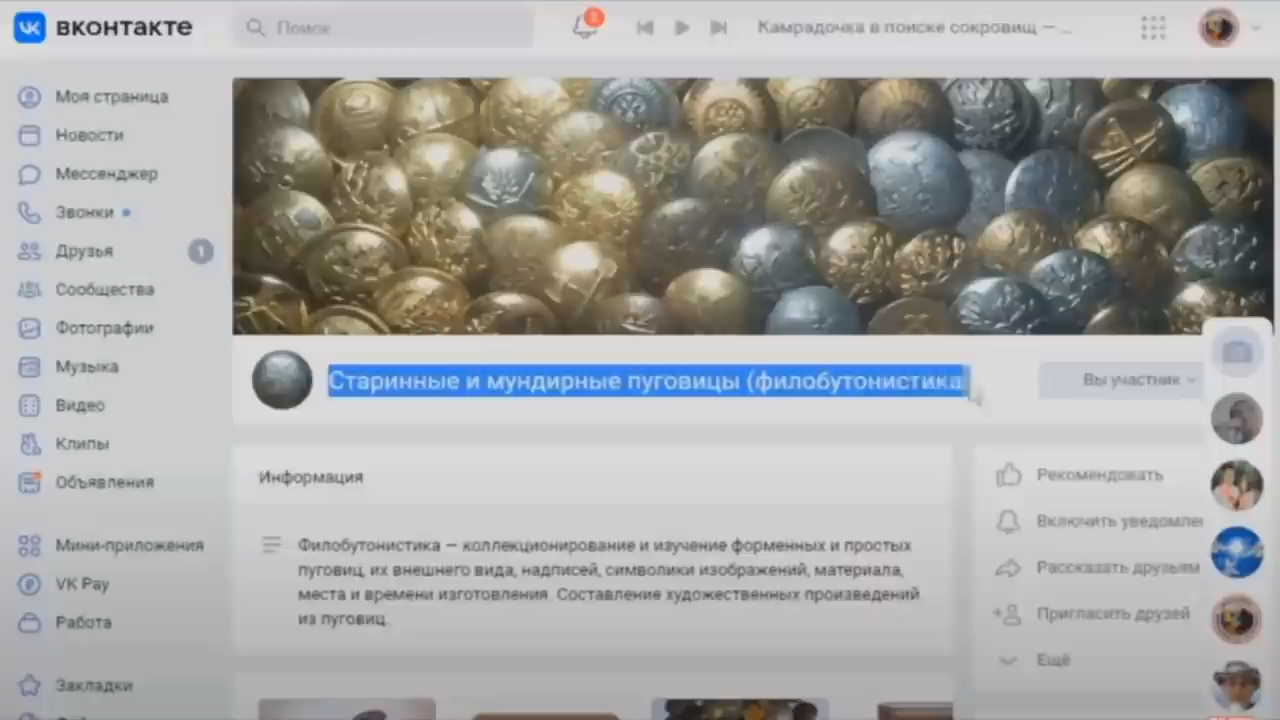 вконтакте
Поиск
Камрадочка в поиске сокровищ — ...
Моя страница
Новости
Мессенджер
Звонки
Друзья
1
Сообщества
Фотографии
Музыка
Видео
Клипы
Объявления
Мини-приложения
VK Pay
Работа
Закладки
Старинные и мундирные пуговицы (филобутонистика)
Вы участник
Информация
Филобутонистика — коллекционирование и изучение форменных и простых
пуговиц, их внешнего вида, надписей, символики изображений, материала,
места и времени изготовления. Составление художественных произведений
из пуговиц.
Рекомендовать
Включить уведомлен
Рассказать друзьям
Пригласить друзей
Ещё